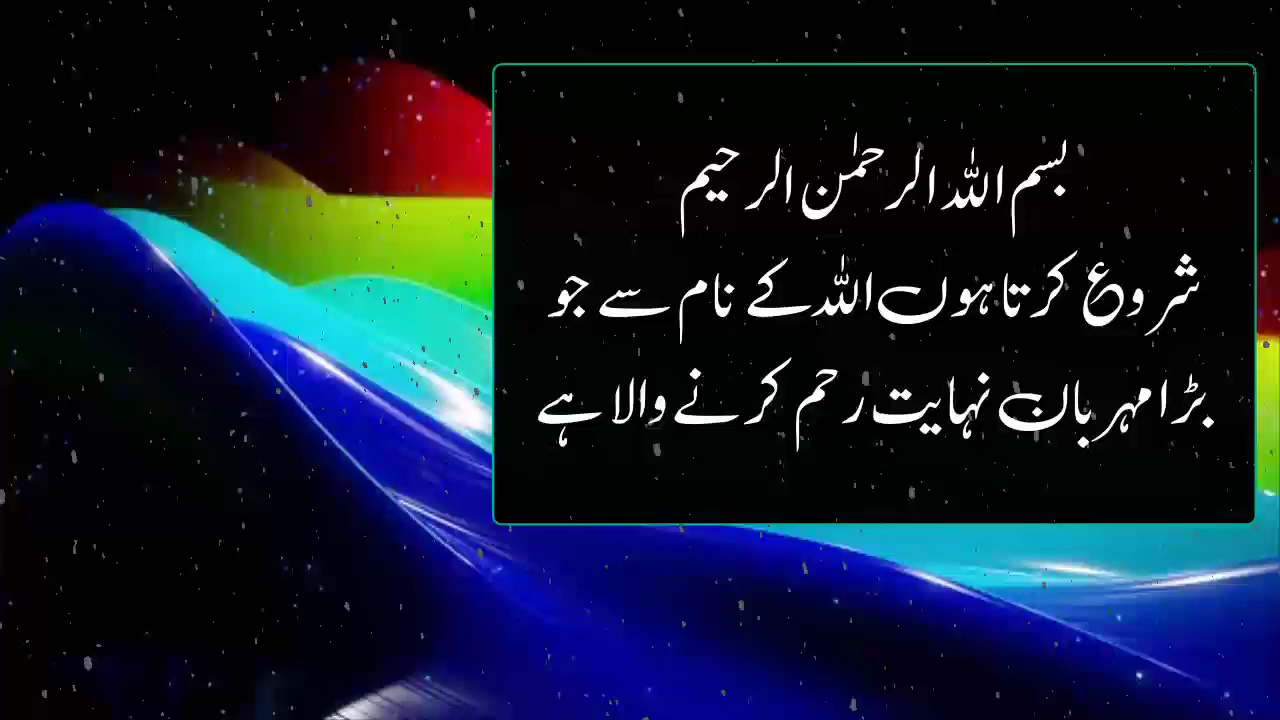 بسم اللہ الرحمٰن الرحیم
شروع کرتا ہوں اللہ کے نام سے جو
بڑا مہربان نہایت رحم کرنے والا ہے